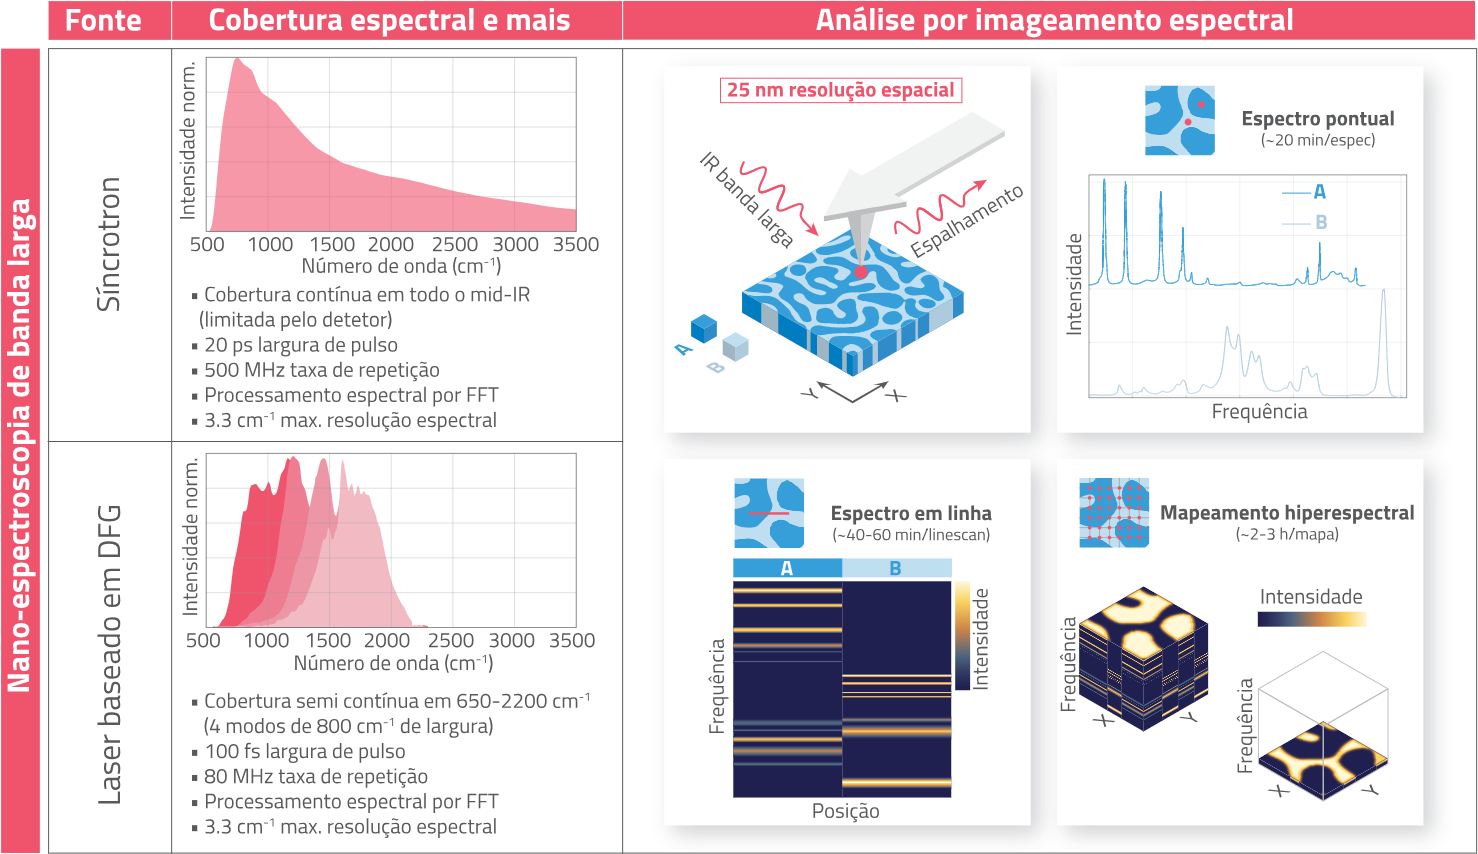 Fonte
Cobertura espectral e mais
Análise por imageamento espectral
Nano-espectroscopia de banda larga
Síncrotron
Intensidade norm.
500 1000 1500 2000 2500 3000 3500
Número de onda (cm⁻¹)
▪ Cobertura contínua em todo o mid-IR
(limitada pelo detetor)
▪ 20 ps largura de pulso
▪ 500 MHz taxa de repetição
▪ Processamento espectral por FFT
▪ 3.3 cm⁻¹ max. resolução espectral
Laser baseado em DFG
Intensidade norm.
500 1000 1500 2000 2500 3000 3500
Número de onda (cm⁻¹)
▪ Cobertura semi contínua em 650-2200 cm⁻¹
(4 modos de 800 cm⁻¹ de largura)
▪ 100 fs largura de pulso
▪ 80 MHz taxa de repetição
▪ Processamento espectral por FFT
▪ 3.3 cm⁻¹ max. resolução espectral
25 nm resolução espacial
IR banda larga
Espalhamento
A
B
Y
X
Espectro pontual
(~20 min/espec)
A
B
Intensidade
Frequência
Espectro em linha
(~40-60 min/linescan)
A
B
Frequência
Intensidade
Posição
Mapeamento hiperespectral
(~2-3 h/mapa)
Intensidade
Frequência
X
Y
Frequência
X
Y